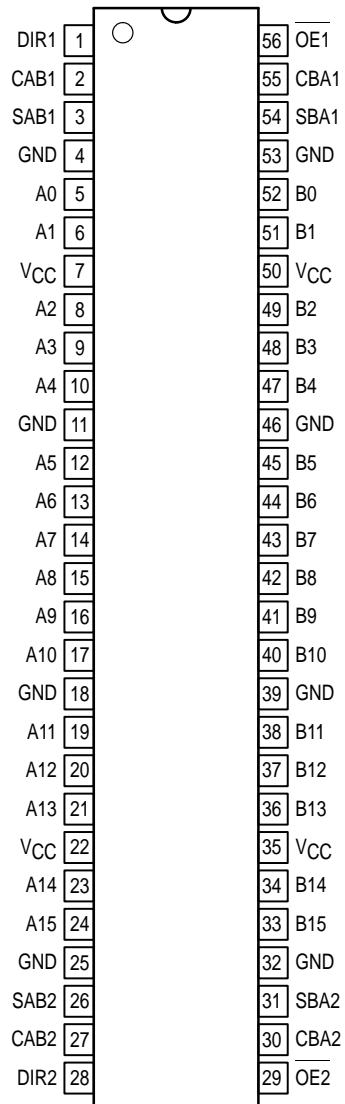 DIR1 1 56 OE1
CAB1 2 55 CBA1
SAB1 3 54 SBA1
GND 4 53 GND
A0 5 52 B0
A1 6 51 B1
VCC 7 50 VCC
A2 8 49 B2
A3 9 48 B3
A4 10 47 B4
GND 11 46 GND
A5 12 45 B5
A6 13 44 B6
A7 14 43 B7
A8 15 42 B8
A9 16 41 B9
A10 17 40 B10
GND 18 39 GND
A11 19 38 B11
A12 20 37 B12
A13 21 36 B13
VCC 22 35 VCC
A14 23 34 B14
A15 24 33 B15
GND 25 32 GND
SAB2 26 31 SBA2
CAB2 27 30 CBA2
DIR2 28 29 OE2